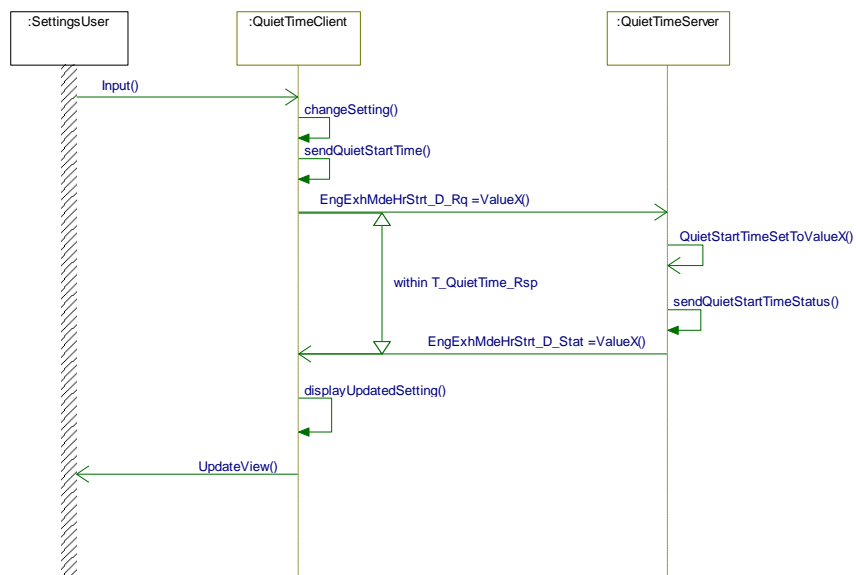 :SettingsUser
:QuietTimeClient
:QuietTimeServer
Input()
changeSetting()
sendQuietStartTime()
EngExhMdeHrStrt_D_Rq =ValueX()
QuietStartTimeSetToValueX()
within T_QuietTime_Rsp
sendQuietStartTimeStatus()
EngExhMdeHrStrt_D_Stat =ValueX()
displayUpdatedSetting()
UpdateView()